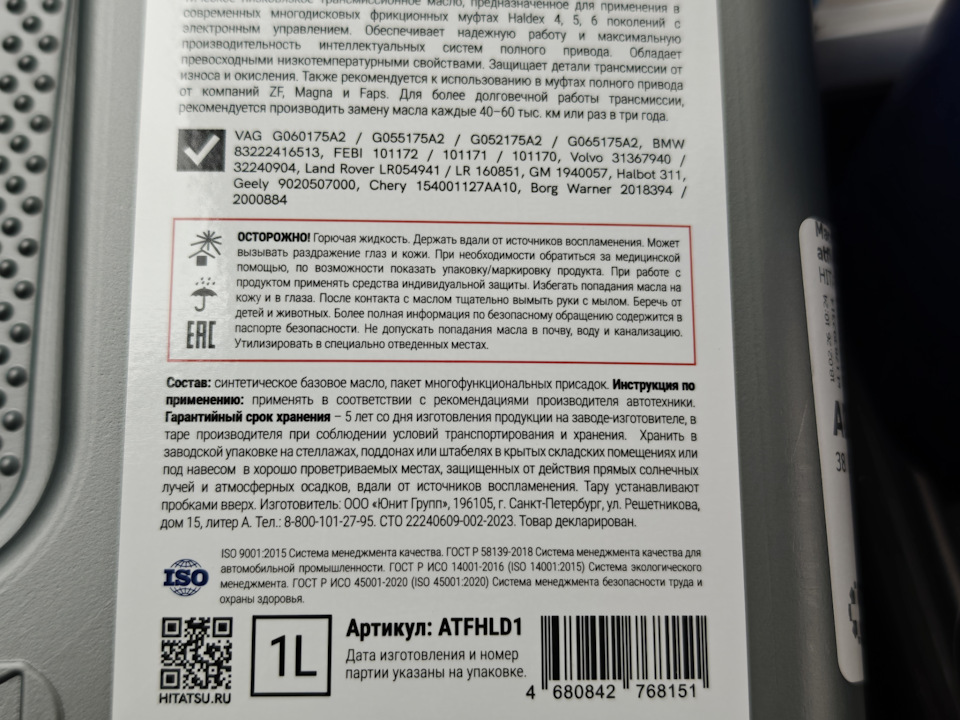 трансмиссионное масло, предназначенное для применения в
современных многодисковых фрикционных муфтах Haldex 4, 5, 6 поколений с
электронным управлением. Обеспечивает надежную работу и максимальную
производительность интеллектуальных систем полного привода. Обладает
превосходными низкотемпературными свойствами. Защищает детали трансмиссии от
износа и окисления. Также рекомендуется к использованию в муфтах полного привода
от компаний ZF, Magna и Faps. Для более долговечной работы трансмиссии,
рекомендуется производить замену масла каждые 40–60 тыс. км или раз в три года.
VAG G060175A2 / G055175A2 / G052175A2 / G065175A2, BMW
83222416513, FEBI 101172 / 101171 / 101170, Volvo 31367940 /
32240904, Land Rover LR054941 / LR 160851, GM 1940057, Halbot 311,
Geely 9020507000, Chery 154001127AA10, Borg Warner 2018394 /
2000884
ОСТОРОЖНО! Горючая жидкость. Держать вдали от источников воспламенения. Может
вызывать раздражение глаз и кожи. При необходимости обратиться за медицинской
помощью, по возможности показать упаковку/маркировку продукта. При работе с
продуктом применять средства индивидуальной защиты. Избегать попадания масла на
кожу и в глаза. После контакта с маслом тщательно вымыть руки с мылом. Беречь от
детей и животных. Более полная информация по безопасному обращению содержится в
паспорте безопасности. Не допускать попадания масла в почву, воду и канализацию.
Утилизировать в специально отведенных местах.
EAC
Состав: синтетическое базовое масло, пакет многофункциональных присадок. Инструкция по
применению: применять в соответствии с рекомендациями производителя автотехники.
Гарантийный срок хранения – 5 лет со дня изготовления продукции на заводе-изготовителе, в
таре производителя при соблюдении условий транспортирования и хранения. Хранить в
заводской упаковке на стеллажах, поддонах или штабелях в крытых складских помещениях или
под навесом в хорошо проветриваемых местах, защищенных от действия прямых солнечных
лучей и атмосферных осадков, вдали от источников воспламенения. Тару устанавливают
пробками вверх. Изготовитель: ООО «Юнит Групп», 196105, г. Санкт-Петербург, ул. Решетникова,
дом 15, литер А. Тел.: 8-800-101-27-95. СТО 22240609-002-2023. Товар декларирован.
ISO
ISO 9001:2015 Система менеджмента качества. ГОСТ Р 58139-2018 Система менеджмента качества для
автомобильной промышленности. ГОСТ Р ИСО 14001-2016 (ISO 14001:2015) Система экологического
менеджмента. ГОСТ Р ИСО 45001-2020 (ISO 45001:2020) Система менеджмента безопасности труда и
охраны здоровья.
HITATSU.RU
1L
Артикул: ATFHLD1
Дата изготовления и номер
партии указаны на упаковке.
4 680842 768151